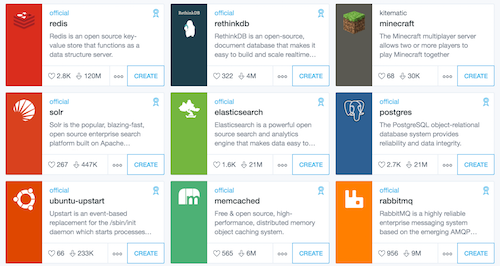 official
redis
Redis is an open source key-
value store that functions as a
data structure server.
2.8K 120M
CREATE
RethinkDB
official
rethinkdb
RethinkDB is an open-source,
document database that makes it
easy to build and scale realtime...
322 4M
CREATE
kitematic
minecraft
The Minecraft multiplayer server
allows two or more players to
play Minecraft together
68 30K
CREATE
official
solr
Solr is the popular, blazing-fast,
open source enterprise search
platform built on Apache...
267 447K
CREATE
official
elasticsearch
Elasticsearch is a powerful open
source search and analytics
engine that makes data easy to...
1.6K 21M
CREATE
official
postgres
The PostgreSQL object-relational
database system provides
reliability and data integrity.
2.7K 21M
CREATE
official
ubuntu-upstart
Upstart is an event-based
replacement for the /sbin/init
daemon which starts processes...
66 233K
CREATE
official
memcached
Free & open source, high-
performance, distributed memory
object caching system.
565 6M
CREATE
official
rabbitmq
RabbitMQ is a highly reliable
enterprise messaging system
based on the emerging AMQP...
956 9M
CREATE